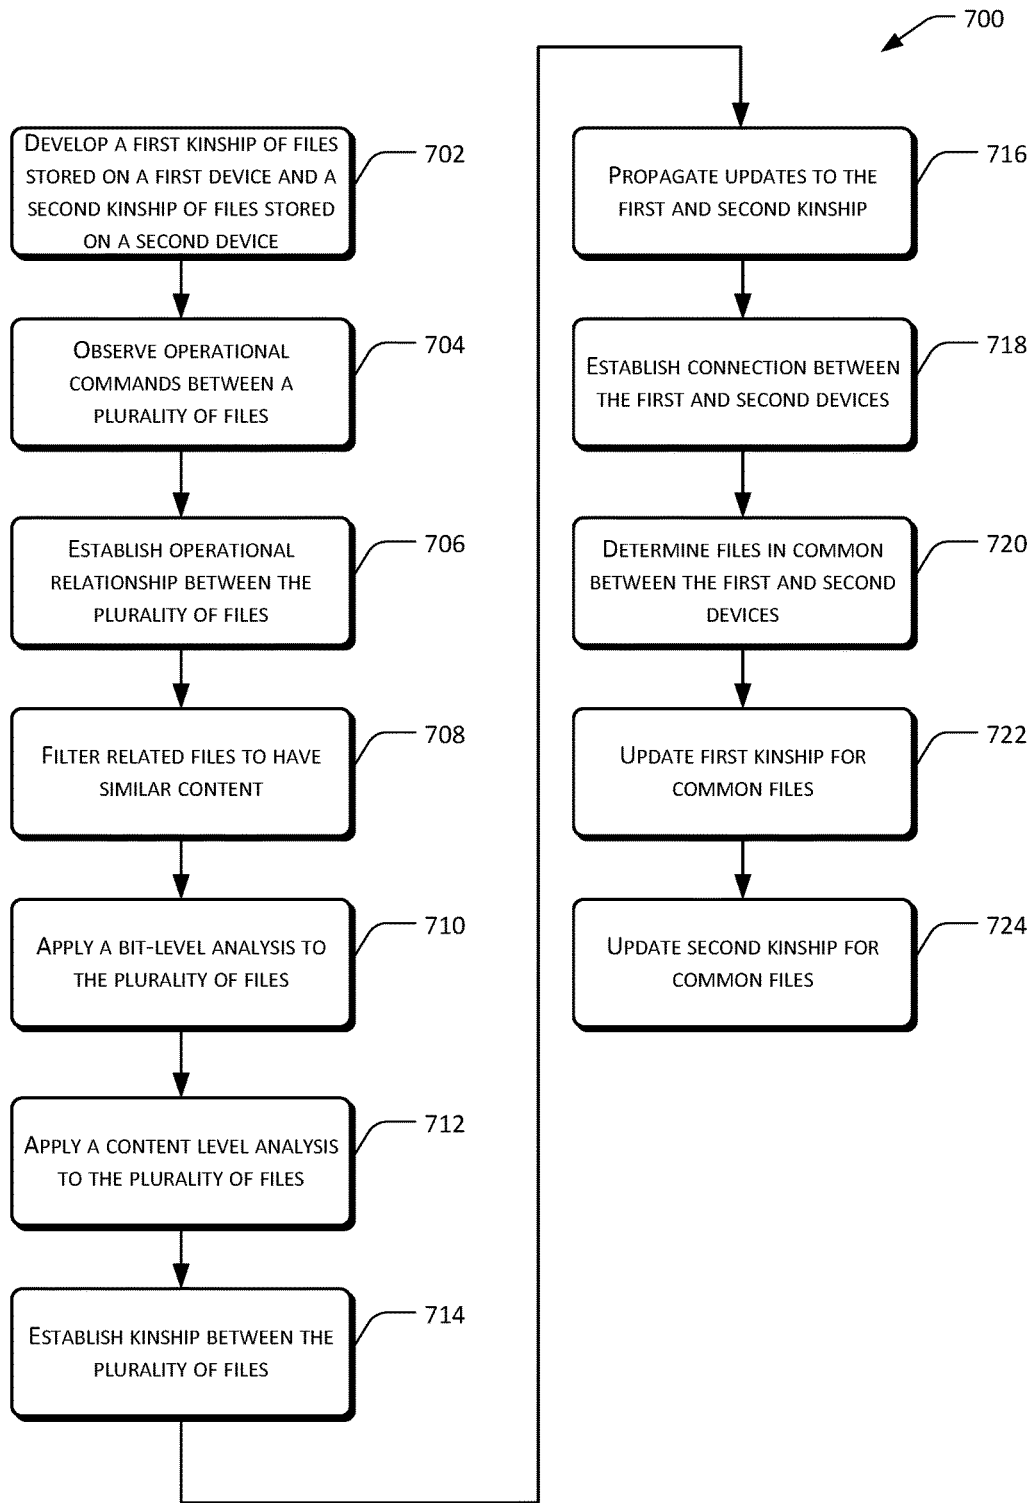 700
DEVELOP A FIRST KINSHIP OF FILES
STORED ON A FIRST DEVICE AND A
SECOND KINSHIP OF FILES STORED
ON A SECOND DEVICE
702
OBSERVE OPERATIONAL
COMMANDS BETWEEN A
PLURALITY OF FILES
704
ESTABLISH OPERATIONAL
RELATIONSHIP BETWEEN THE
PLURALITY OF FILES
706
FILTER RELATED FILES TO HAVE
SIMILAR CONTENT
708
APPLY A BIT-LEVEL ANALYSIS TO
THE PLURALITY OF FILES
710
APPLY A CONTENT LEVEL ANALYSIS
TO THE PLURALITY OF FILES
712
ESTABLISH KINSHIP BETWEEN THE
PLURALITY OF FILES
714
PROPAGATE UPDATES TO THE
FIRST AND SECOND KINSHIP
716
ESTABLISH CONNECTION BETWEEN
THE FIRST AND SECOND DEVICES
718
DETERMINE FILES IN COMMON
BETWEEN THE FIRST AND SECOND
DEVICES
720
UPDATE FIRST KINSHIP FOR
COMMON FILES
722
UPDATE SECOND KINSHIP FOR
COMMON FILES
724